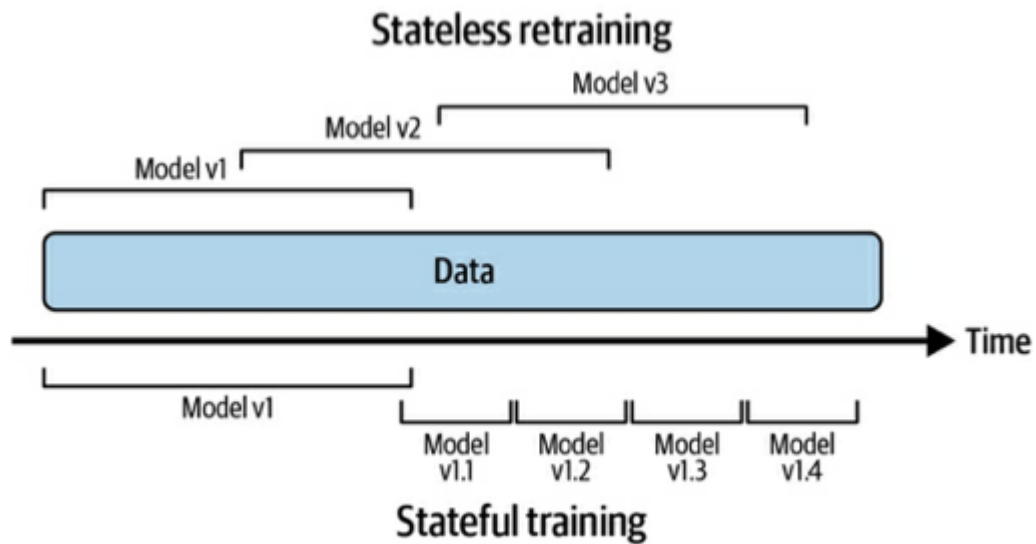 Stateless retraining
Model v3
Model v2
Model v1
Data
Time
Model v1
Model
v1.1
Model
v1.2
Model
v1.3
Model
v1.4
Stateful training